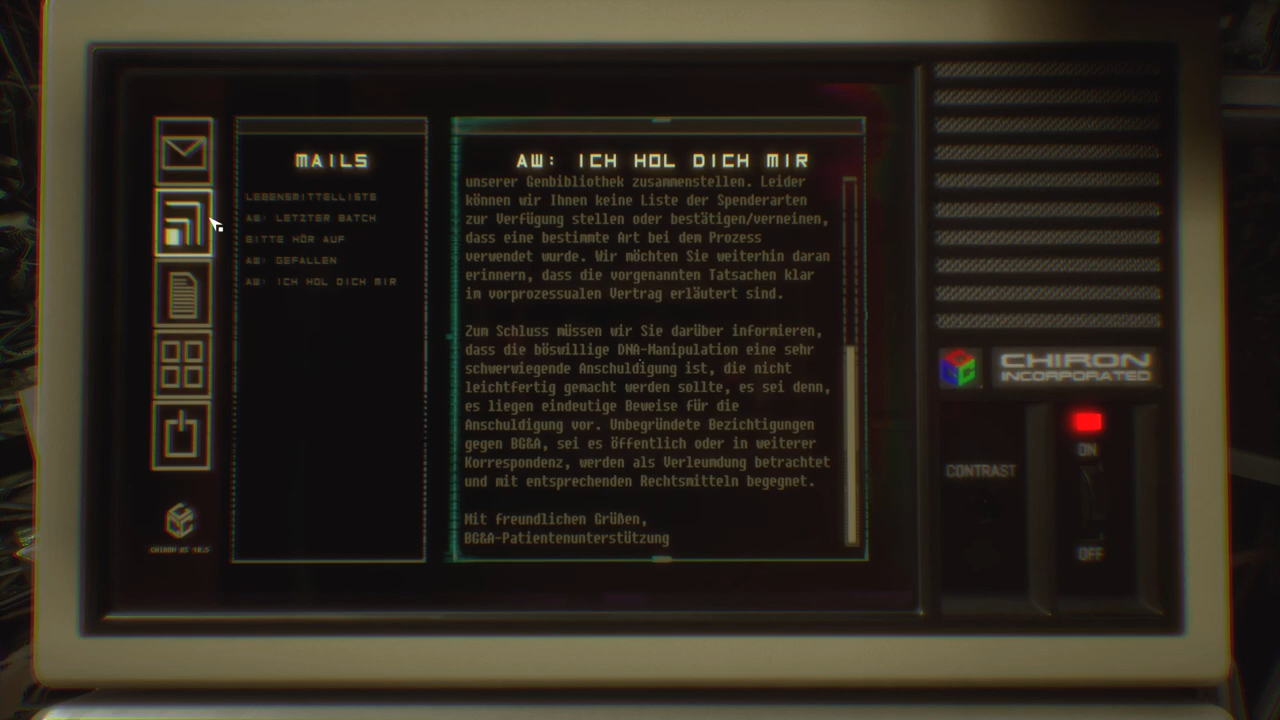 MAILS
LEBENSMITTELLISTE
AW: LETZTER BATCH
BITTE HÖR AUF
AW: GEFALLEN
AW: ICH HOL DICH MIR
AW: ICH HOL DICH MIR
unserer Genbibliothek zusammenstellen. Leider
können wir Ihnen keine Liste der Spenderarten
zur Verfügung stellen oder bestätigen/verneinen,
dass eine bestimmte Art bei dem Prozess
verwendet wurde. Wir möchten Sie weiterhin daran
erinnern, dass die vorgenannten Tatsachen klar
im vorprozessualen Vertrag erläutert sind.
Zum Schluss müssen wir Sie darüber informieren,
dass die böswillige DNA-Manipulation eine sehr
schwerwiegende Anschuldigung ist, die nicht
leichtfertig gemacht werden sollte, es sei denn,
es liegen eindeutige Beweise für die
Anschuldigung vor. Unbegründete Bezichtigungen
gegen BG&A, sei es öffentlich oder in weiterer
Korrespondenz, werden als Verleumdung betrachtet
und mit entsprechenden Rechtsmitteln begegnet.
Mit freundlichen Grüßen,
BG&A-Patientenunterstützung
CHIRON OS 10.5
CHIRON
INCORPORATED
CONTRAST
ON
OFF